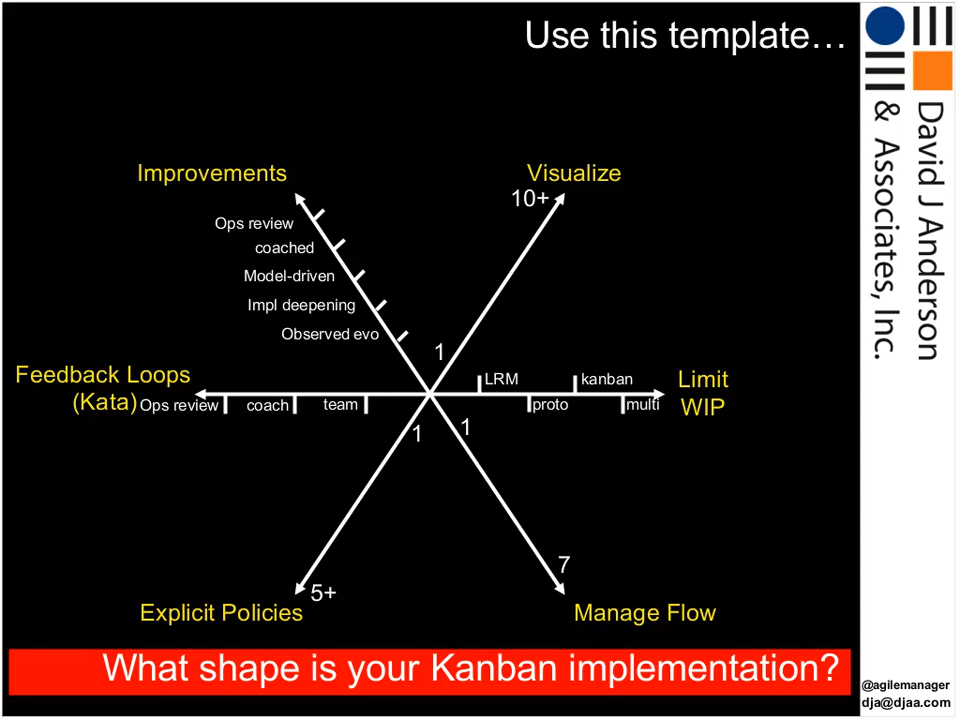 Use this template…
David J Anderson
& Associates, Inc.
Improvements
Visualize
10+
Ops review
coached
Model-driven
Impl deepening
Observed evo
1
Feedback Loops
(Kata)
Ops review
coach
team
LRM
kanban
proto
multi
Limit
WIP
1
1
5+
7
Explicit Policies
Manage Flow
What shape is your Kanban implementation?
@agilemanager
dja@djaa.com